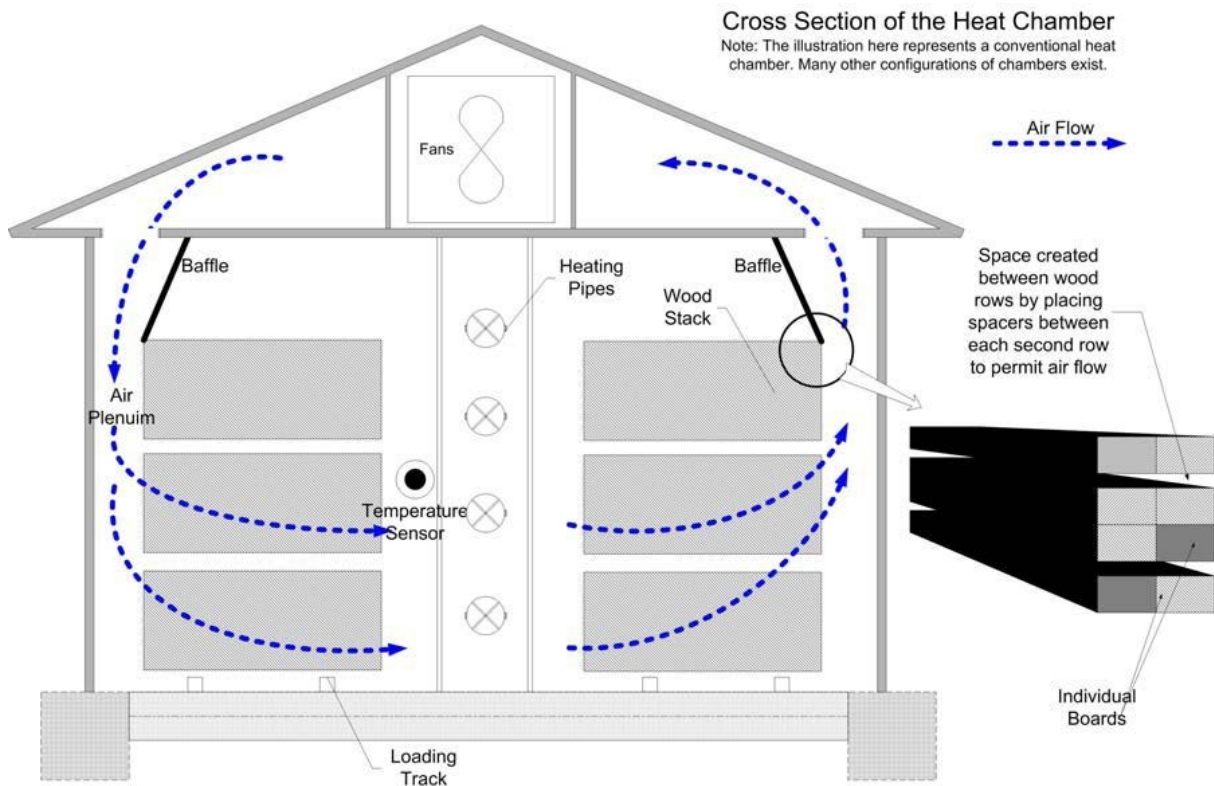 Cross Section of the Heat Chamber
Note: The illustration here represents a conventional heat
chamber. Many other configurations of chambers exist.
Air Flow
Fans
Baffle
Heating
Pipes
Baffle
Wood
Stack
Space created
between wood
rows by placing
spacers between
each second row
to permit air flow
Air
Plenuim
Temperature
Sensor
Individual
Boards
Loading
Track